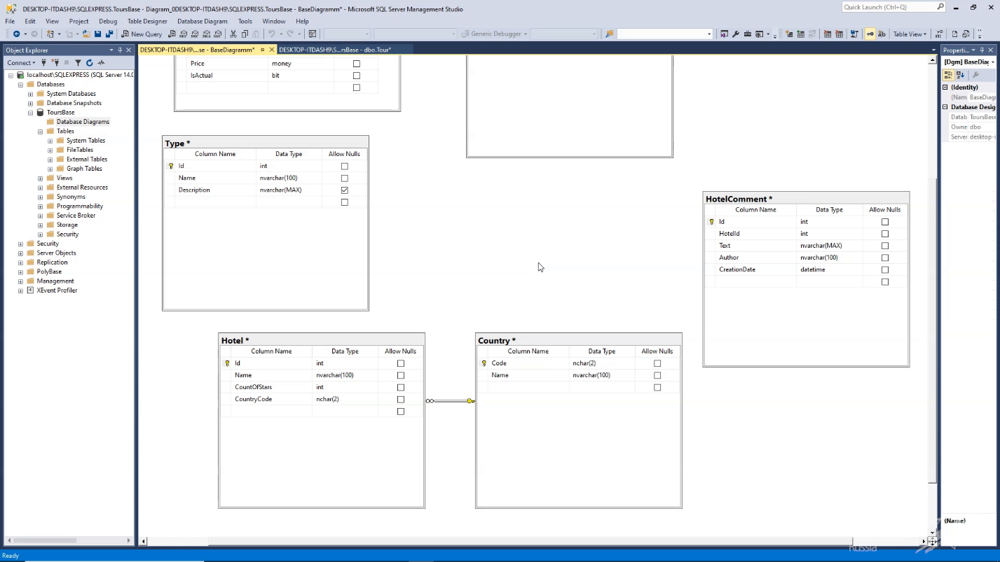 DESKTOP-ITDASH9\SQLEXPRESS.ToursBase - Diagram_0DESKTOP-ITDASH9\SQLEXPRESS.ToursBase - BaseDiagramm* - Microsoft SQL Server Management Studio
Quick Launch (Ctrl+Q)
File Edit View Project Debug Table Designer Database Diagram Tools Window Help
New Query Generic Debugger Table View
Object Explorer
DESKTOP-ITDASH9\...se - BaseDiagramm* DESKTOP-ITDASH9\S...rsBase - dbo.Tour*
Properti...
Connect
[Dgm] BaseDiag
localhost\SQLEXPRESS (SQL Server 14.0
Databases
System Databases
Database Snapshots
ToursBase
Database Diagrams
Tables
System Tables
FileTables
External Tables
Graph Tables
Views
External Resources
Synonyms
Programmability
Service Broker
Storage
Security
Security
Server Objects
Replication
PolyBase
Management
XEvent Profiler
Price money
IsActual bit
Type *
Column Name Data Type Allow Nulls
Id int
Name nvarchar(100)
Description nvarchar(MAX)
HotelComment *
Column Name Data Type Allow Nulls
Id int
HotelId int
Text nvarchar(MAX)
Author nvarchar(100)
CreationDate datetime
Hotel *
Column Name Data Type Allow Nulls
Id int
Name nvarchar(100)
CountOfStars int
CountryCode nchar(2)
Country *
Column Name Data Type Allow Nulls
Code nchar(2)
Name nvarchar(100)
(Identity)
(Nam BaseDiagr
Database Desig
Datab ToursBase
Owne dbo
Server desktop-i
(Name)
Russia
Ready